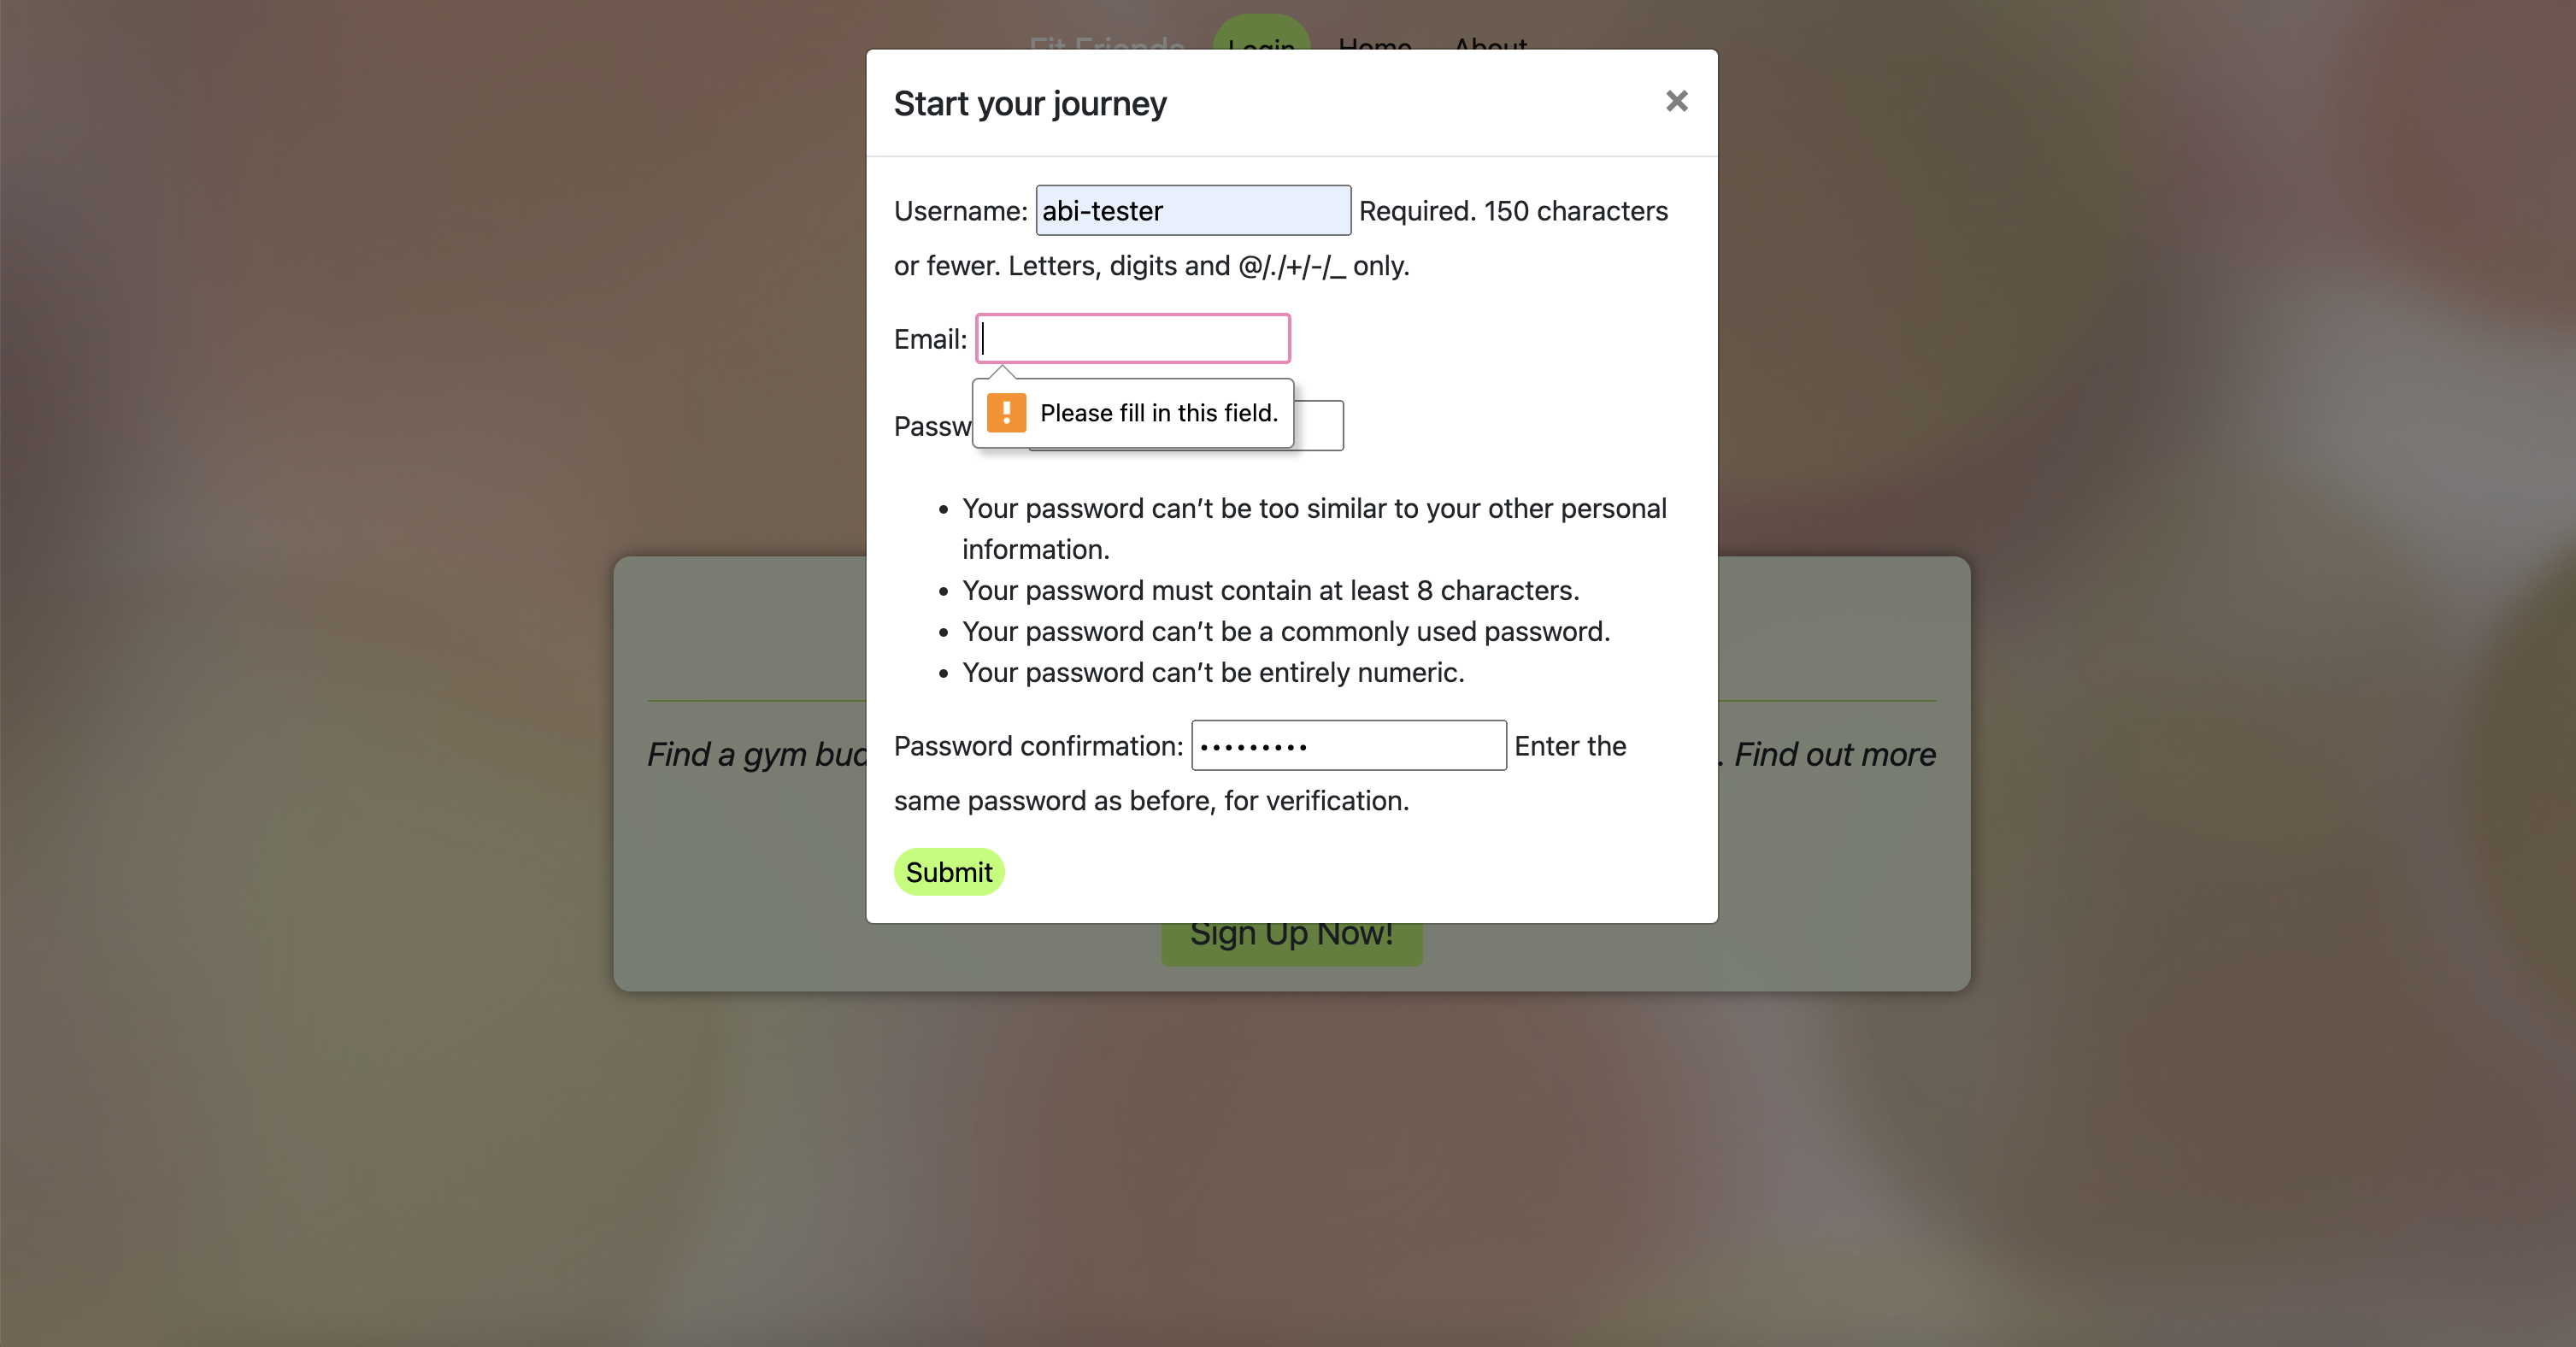 Fit Friends Login Home About
Start your journey
×
Username: abi-tester Required. 150 characters
or fewer. Letters, digits and @/./+/-/_ only.
Email:
Please fill in this field.
Passw
• Your password can’t be too similar to your other personal
information.
• Your password must contain at least 8 characters.
• Your password can’t be a commonly used password.
• Your password can’t be entirely numeric.
Find a gym bud
. Find out more
Password confirmation: ••••••••• Enter the
same password as before, for verification.
Submit
Sign Up Now!